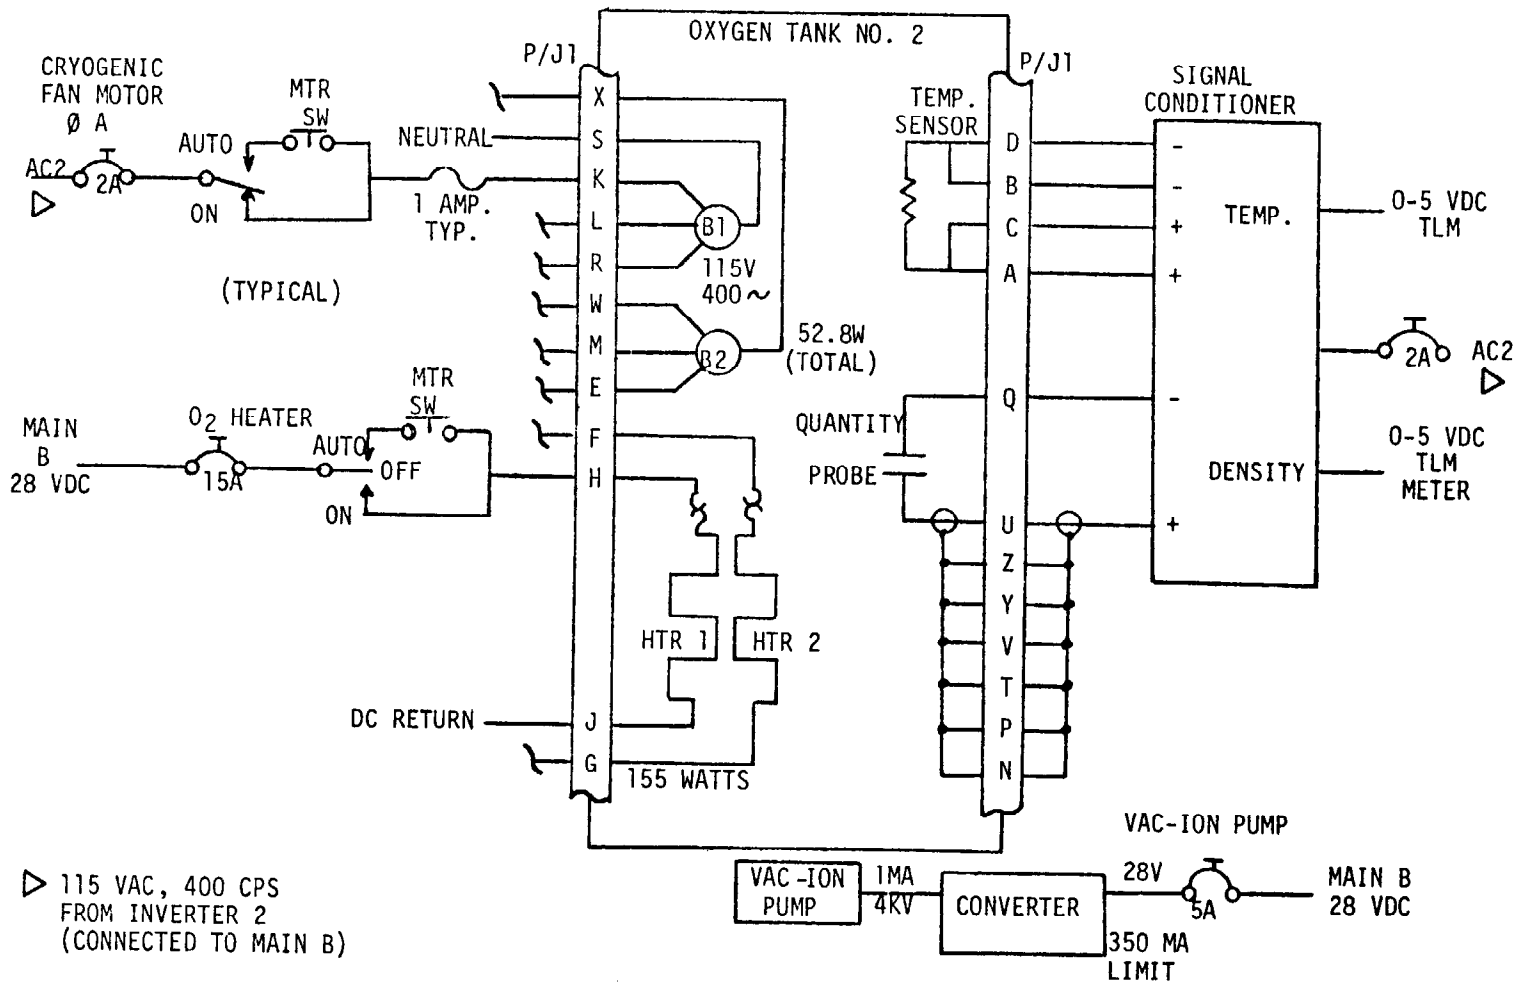 OXYGEN TANK NO. 2
P/J1
P/J1
CRYOGENIC
FAN MOTOR
Ø A
MTR
SW
AUTO
AC2
2A
ON
NEUTRAL
1 AMP.
TYP.
(TYPICAL)
X
S
K
L
R
W
M
E
F
H
J
G
B1
115V
400~
B2
52.8W
(TOTAL)
MAIN
B
28 VDC
O2 HEATER
15A
AUTO
OFF
ON
MTR
SW
HTR 1
HTR 2
DC RETURN
155 WATTS
TEMP.
SENSOR
D
B
C
A
Q
U
Z
Y
V
T
P
N
QUANTITY
PROBE
SIGNAL
CONDITIONER
-
-
+
+
-
+
TEMP.
DENSITY
0-5 VDC
TLM
2A
AC2
0-5 VDC
TLM
METER
VAC-ION PUMP
VAC-ION
PUMP
1MA
4KV
CONVERTER
28V
5A
MAIN B
28 VDC
350 MA
LIMIT
115 VAC, 400 CPS
FROM INVERTER 2
(CONNECTED TO MAIN B)